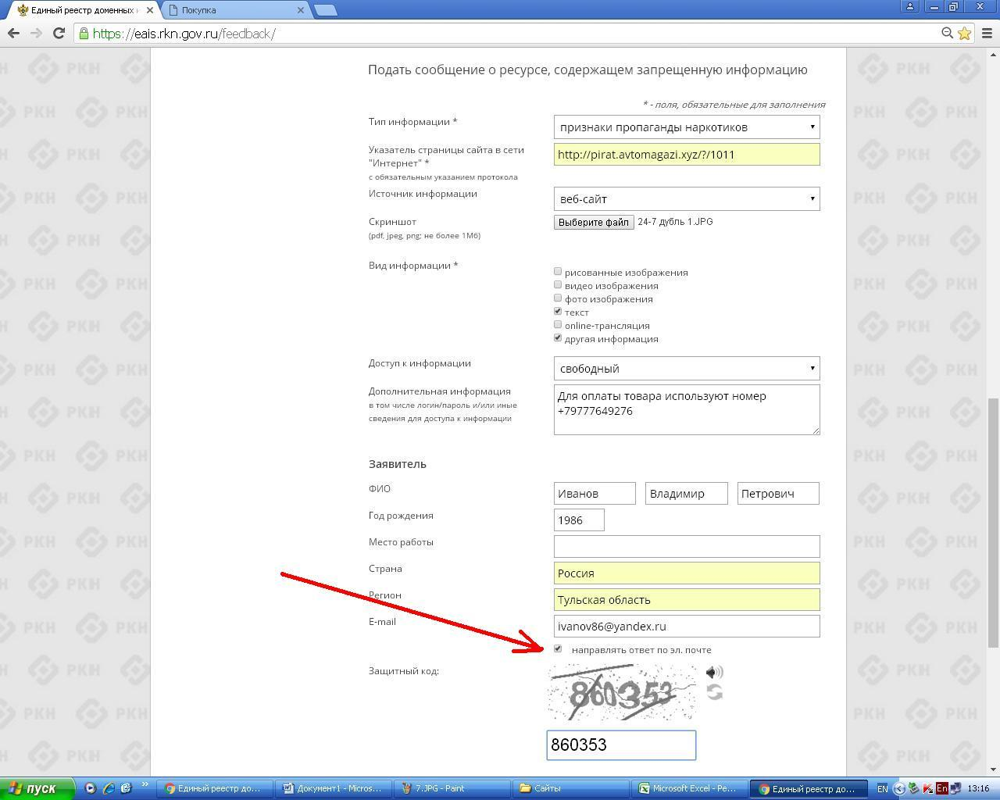 Единый реестр доменных и
Покупка
https://eais.rkn.gov.ru/feedback/
Подать сообщение о ресурсе, содержащем запрещенную информацию
* - поля, обязательные для заполнения
Тип информации *
признаки пропаганды наркотиков
Указатель страницы сайта в сети
"Интернет" *
с обязательным указанием протокола
http://pirat.avtomagazi.xyz/?/1011
Источник информации
веб-сайт
Скриншот
(pdf, jpeg, png; не более 1Мб)
Выберите файл 24-7 дубль 1.JPG
Вид информации *
рисованные изображения
видео изображения
фото изображения
текст
online-трансляция
другая информация
Доступ к информации
свободный
Дополнительная информация
в том числе логин/пароль и/или иные
сведения для доступа к информации
Для оплаты товара используют номер
+79777649276
Заявитель
ФИО
Иванов Владимир Петрович
Год рождения
1986
Место работы
Страна
Россия
Регион
Тульская область
E-mail
ivanov86@yandex.ru
направлять ответ по эл. почте
Защитный код:
860353
860353
РКН
пуск
Единый реестр до...
Документ1 - Micros...
7.JPG - Paint
Сайты
Microsoft Excel - Ре...
Единый реестр до...
EN
En
13:16